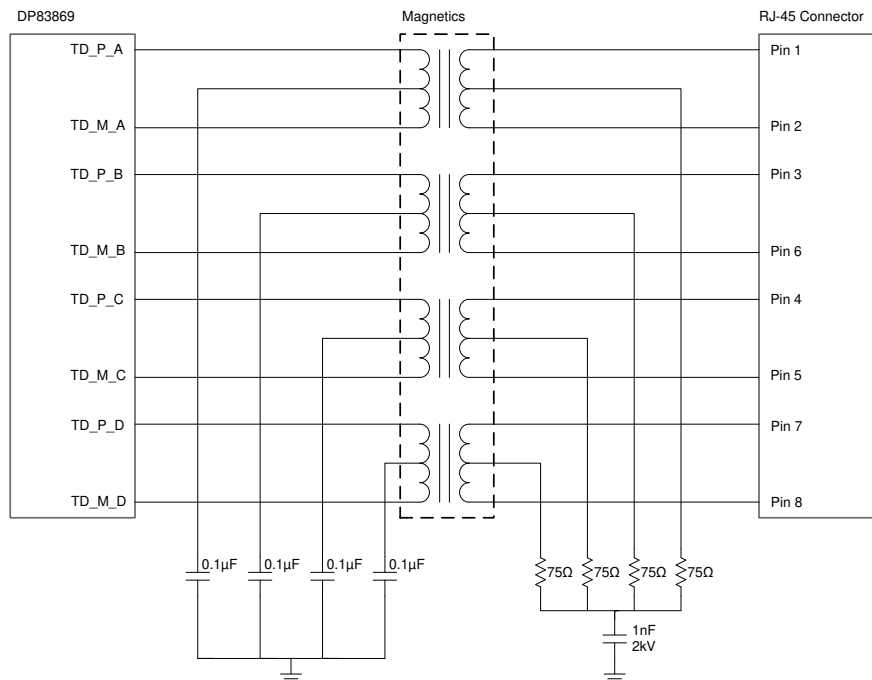 DP83869
Magnetics
RJ-45 Connector
TD_P_A
Pin 1
TD_M_A
Pin 2
TD_P_B
Pin 3
TD_M_B
Pin 6
TD_P_C
Pin 4
TD_M_C
Pin 5
TD_P_D
Pin 7
TD_M_D
Pin 8
0.1µF
0.1µF
0.1µF
0.1µF
75Ω
75Ω
75Ω
75Ω
1nF
2kV